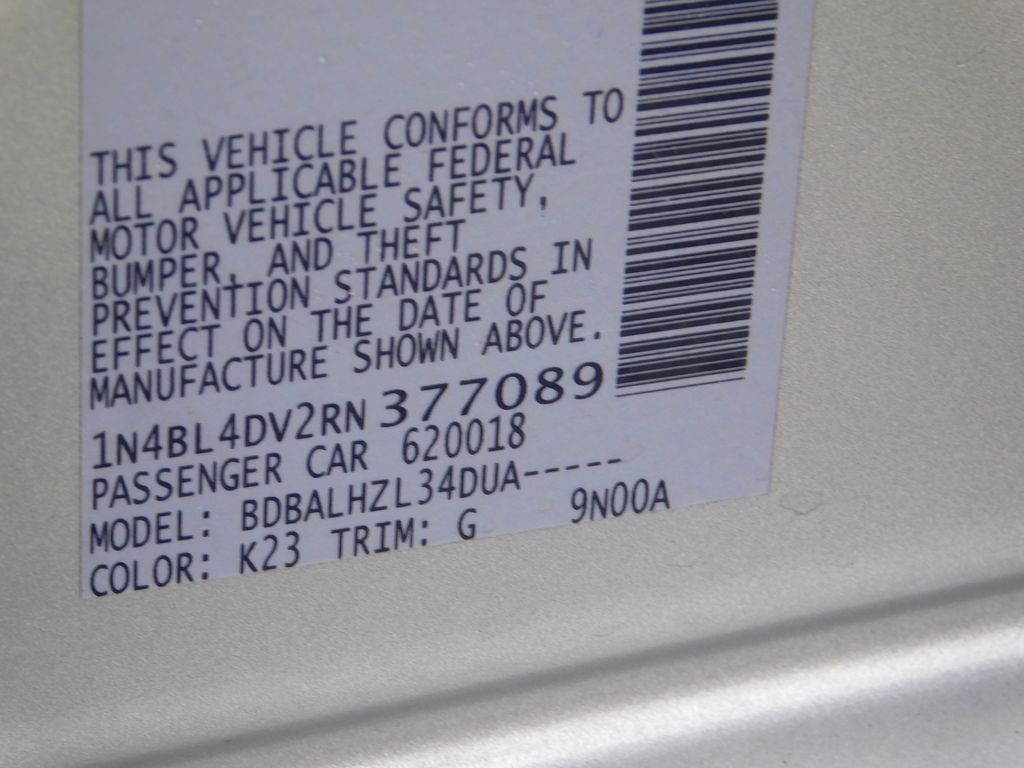 THIS VEHICLE CONFORMS TO
ALL APPLICABLE FEDERAL
MOTOR VEHICLE SAFETY,
BUMPER, AND THEFT
PREVENTION STANDARDS IN
EFFECT ON THE DATE OF
MANUFACTURE SHOWN ABOVE.
1N4BL4DV2RN377089
PASSENGER CAR 620018
MODEL: BDBALHZL34DUA-----
COLOR: K23 TRIM: G 9N00A